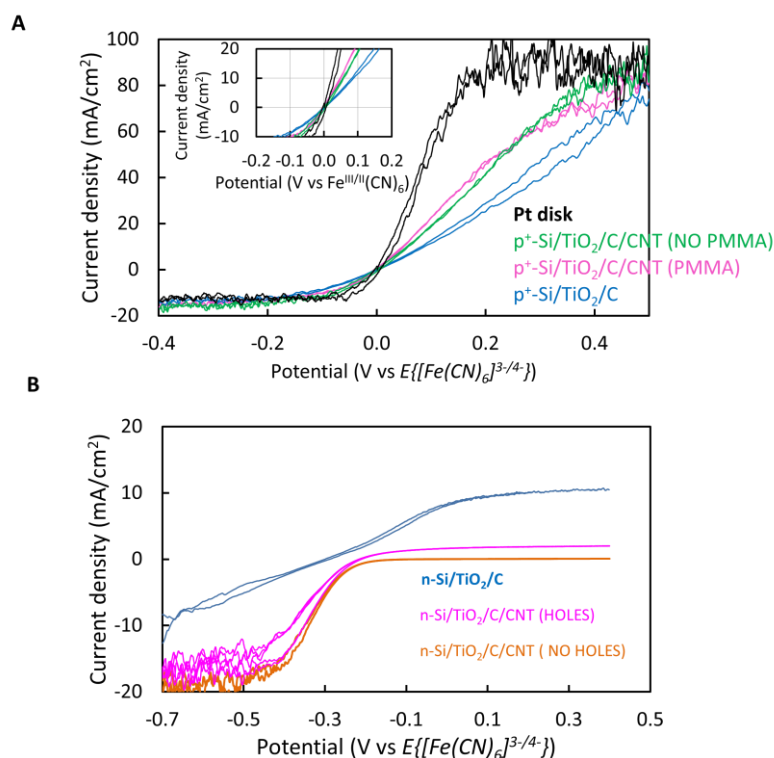 A
Current density (mA/cm²)
100
80
60
40
20
0
-20
-0.4
-0.2
0.0
0.2
0.4
Potential (V vs E{[Fe(CN)₆]³⁻/⁴⁻})
Current density
(mA/cm²)
20
10
0
-10
-0.2
-0.1
0.0
0.1
0.2
Potential (V vs Feᴵᴵᴵ/ᴵᴵ(CN)₆)
Pt disk
p⁺-Si/TiO₂/C/CNT (NO PMMA)
p⁺-Si/TiO₂/C/CNT (PMMA)
p⁺-Si/TiO₂/C
B
Current density (mA/cm²)
20
10
0
-10
-20
-0.7
-0.5
-0.3
-0.1
0.1
0.3
0.5
Potential (V vs E{[Fe(CN)₆]³⁻/⁴⁻})
n-Si/TiO₂/C
n-Si/TiO₂/C/CNT (HOLES)
n-Si/TiO₂/C/CNT ( NO HOLES)